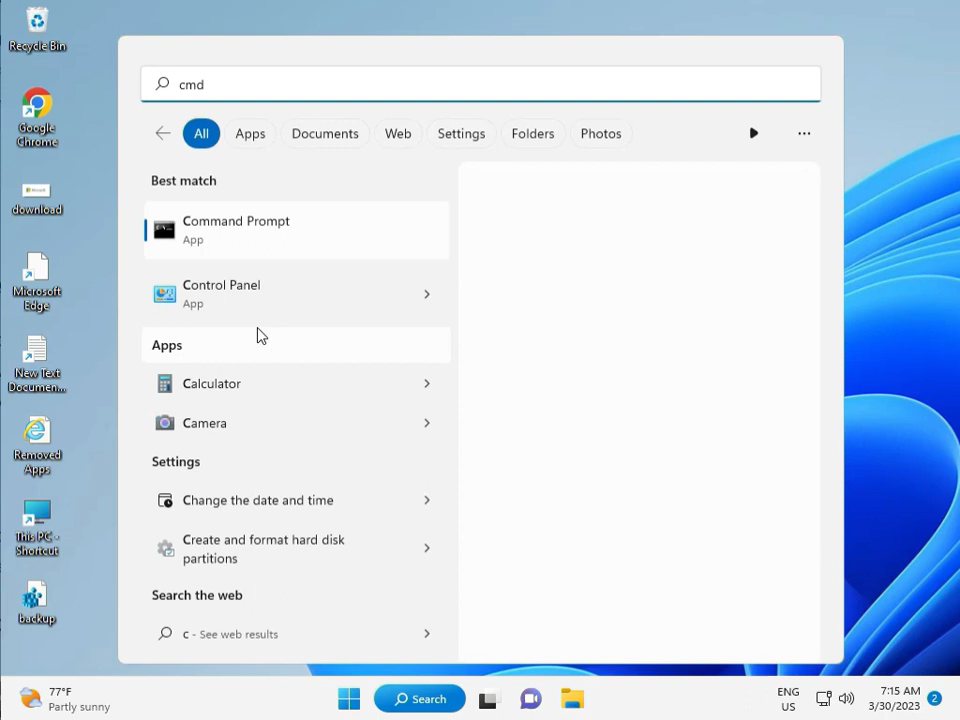 Recycle Bin
Google
Chrome
download
Microsoft
Edge
New Text
Documen...
Removed
Apps
This PC -
Shortcut
backup
cmd
All
Apps
Documents
Web
Settings
Folders
Photos
Best match
Command Prompt
App
Control Panel
App
Apps
Calculator
Camera
Settings
Change the date and time
Create and format hard disk
partitions
Search the web
c - See web results
77°F
Partly sunny
Search
ENG
US
7:15 AM
3/30/2023
2